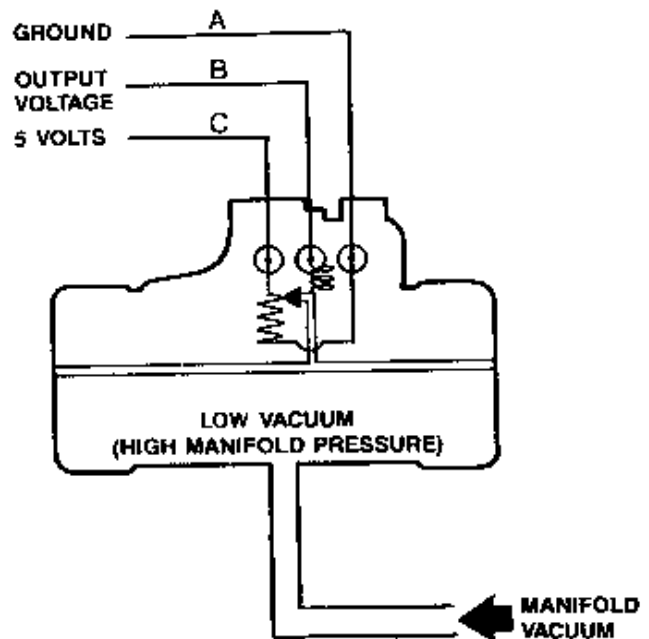 GROUND A
OUTPUT VOLTAGE B
5 VOLTS C
LOW VACUUM
(HIGH MANIFOLD PRESSURE)
MANIFOLD
VACUUM